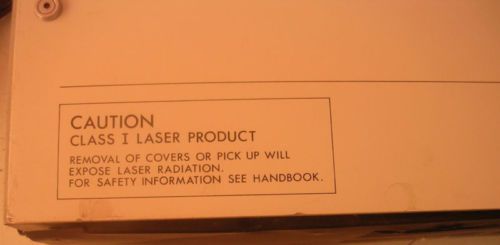 CAUTION
CLASS I LASER PRODUCT
REMOVAL OF COVERS OR PICK UP WILL
EXPOSE LASER RADIATION.
FOR SAFETY INFORMATION SEE HANDBOOK.